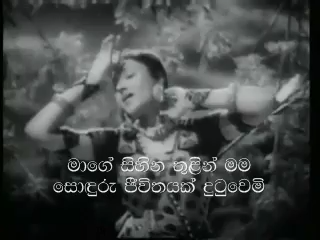 මාගේ සිහින තුළින් මම
සොඳුරු ජීවිතයක් දුටුවෙමි